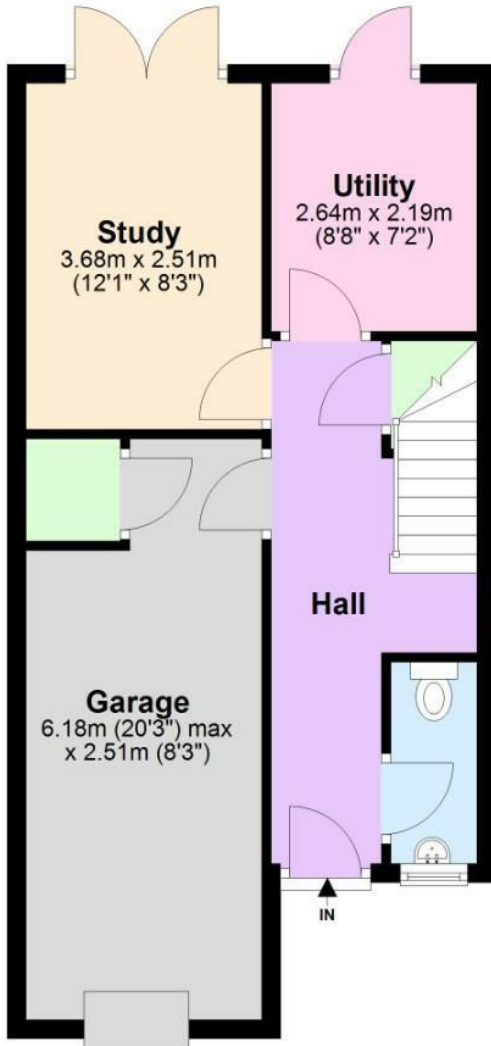 Study
3.68m x 2.51m
(12'1" x 8'3")
Utility
2.64m x 2.19m
(8'8" x 7'2")
Hall
Garage
6.18m (20'3") max
x 2.51m (8'3")
IN